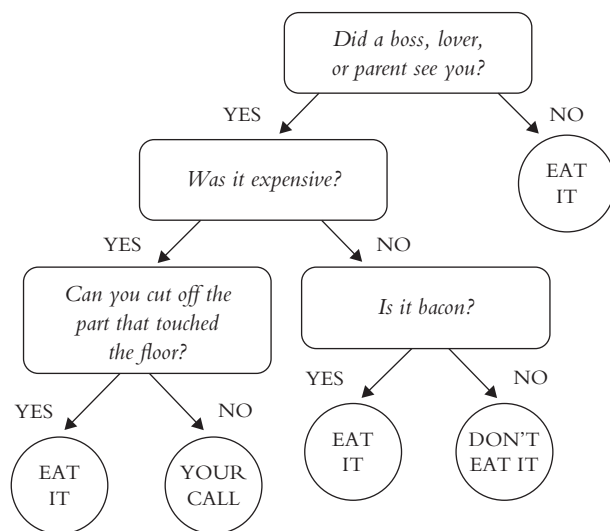 Did a boss, lover,
or parent see you?
YES
NO
Was it expensive?
EAT
IT
YES
NO
Can you cut off the
part that touched
the floor?
Is it bacon?
YES
NO
YES
NO
EAT
IT
YOUR
CALL
EAT
IT
DON'T
EAT IT